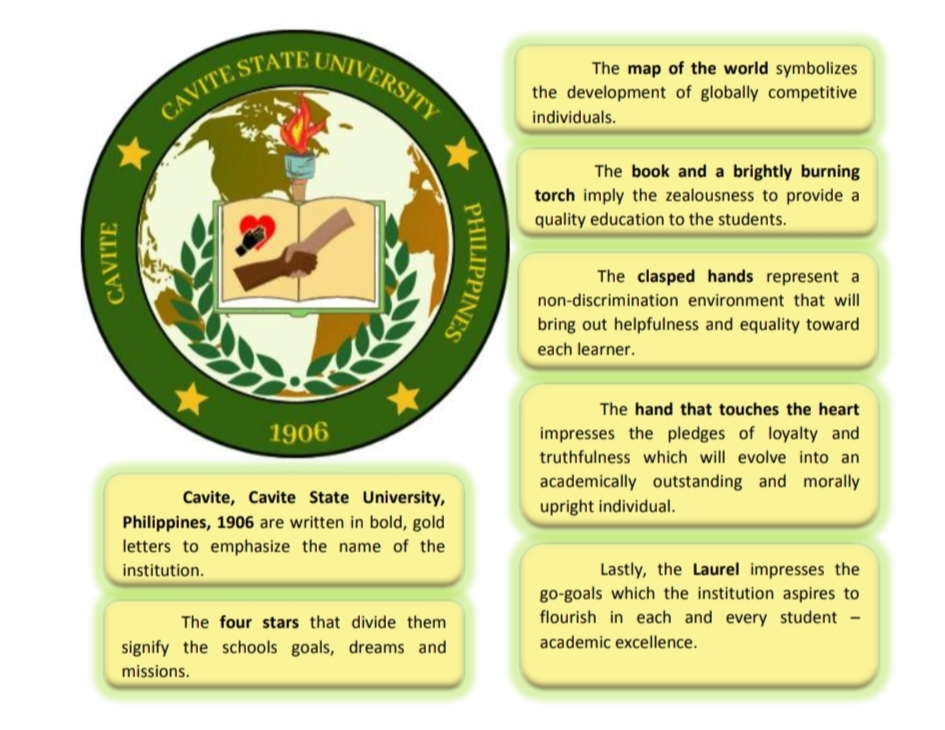 CAVITE STATE UNIVERSITY
CAVITE
PHILIPPINES
1906
Cavite, Cavite State University,
Philippines, 1906 are written in bold, gold
letters to emphasize the name of the
institution.
The four stars that divide them
signify the schools goals, dreams and
missions.
The map of the world symbolizes
the development of globally competitive
individuals.
The book and a brightly burning
torch imply the zealousness to provide a
quality education to the students.
The clasped hands represent a
non-discrimination environment that will
bring out helpfulness and equality toward
each learner.
The hand that touches the heart
impresses the pledges of loyalty and
truthfulness which will evolve into an
academically outstanding and morally
upright individual.
Lastly, the Laurel impresses the
go-goals which the institution aspires to
flourish in each and every student –
academic excellence.